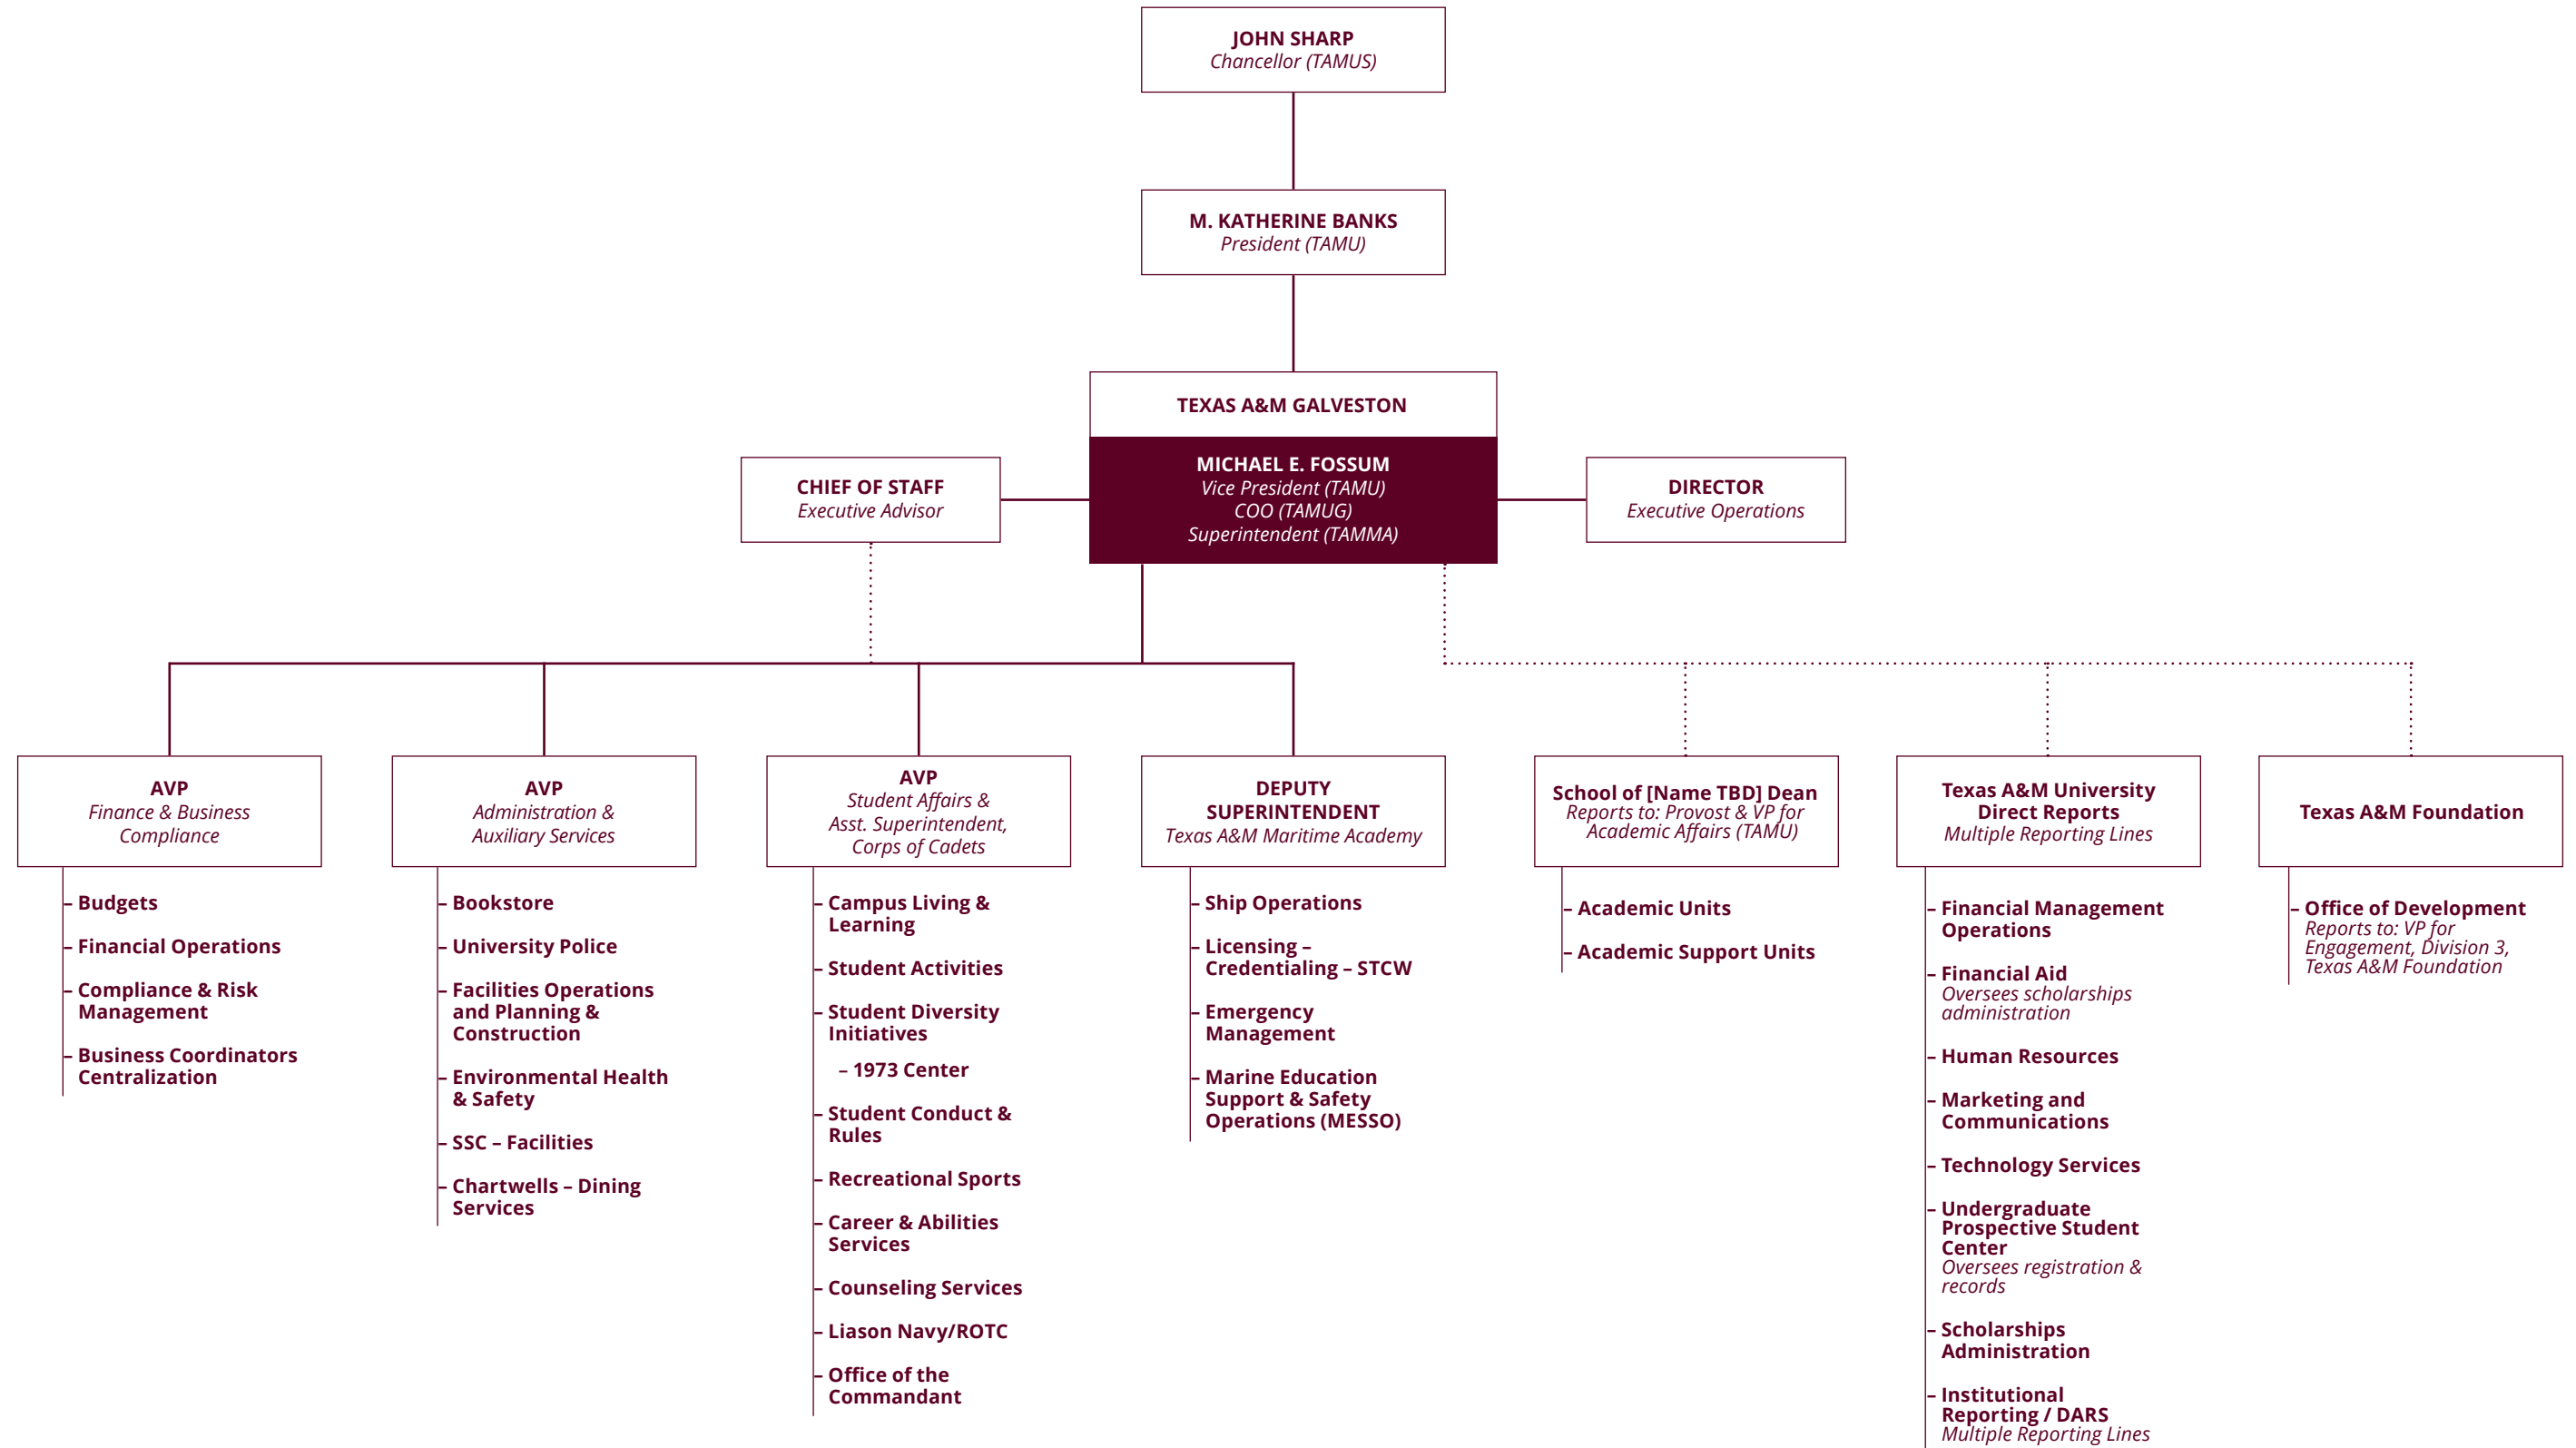 JOHN SHARP
Chancellor (TAMUS)
M. KATHERINE BANKS
President (TAMU)
TEXAS A&M GALVESTON
MICHAEL E. FOSSUM
Vice President (TAMU)
COO (TAMUG)
Superintendent (TAMMA)
CHIEF OF STAFF
Executive Advisor
DIRECTOR
Executive Operations
AVP
Finance & Business
Compliance
– Budgets
– Financial Operations
– Compliance & Risk
Management
– Business Coordinators
Centralization
AVP
Administration &
Auxiliary Services
– Bookstore
– University Police
– Facilities Operations
and Planning &
Construction
– Environmental Health
& Safety
– SSC – Facilities
– Chartwells – Dining
Services
AVP
Student Affairs &
Asst. Superintendent,
Corps of Cadets
– Campus Living &
Learning
– Student Activities
– Student Diversity
Initiatives
– 1973 Center
– Student Conduct &
Rules
– Recreational Sports
– Career & Abilities
Services
– Counseling Services
– Liason Navy/ROTC
– Office of the
Commandant
DEPUTY
SUPERINTENDENT
Texas A&M Maritime Academy
– Ship Operations
– Licensing –
Credentialing – STCW
– Emergency
Management
– Marine Education
Support & Safety
Operations (MESSO)
School of [Name TBD] Dean
Reports to: Provost & VP for
Academic Affairs (TAMU)
– Academic Units
– Academic Support Units
Texas A&M University
Direct Reports
Multiple Reporting Lines
– Financial Management
Operations
– Financial Aid
Oversees scholarships
administration
– Human Resources
– Marketing and
Communications
– Technology Services
– Undergraduate
Prospective Student
Center
Oversees registration &
records
– Scholarships
Administration
– Institutional
Reporting / DARS
Multiple Reporting Lines
Texas A&M Foundation
– Office of Development
Reports to: VP for
Engagement, Division 3,
Texas A&M Foundation